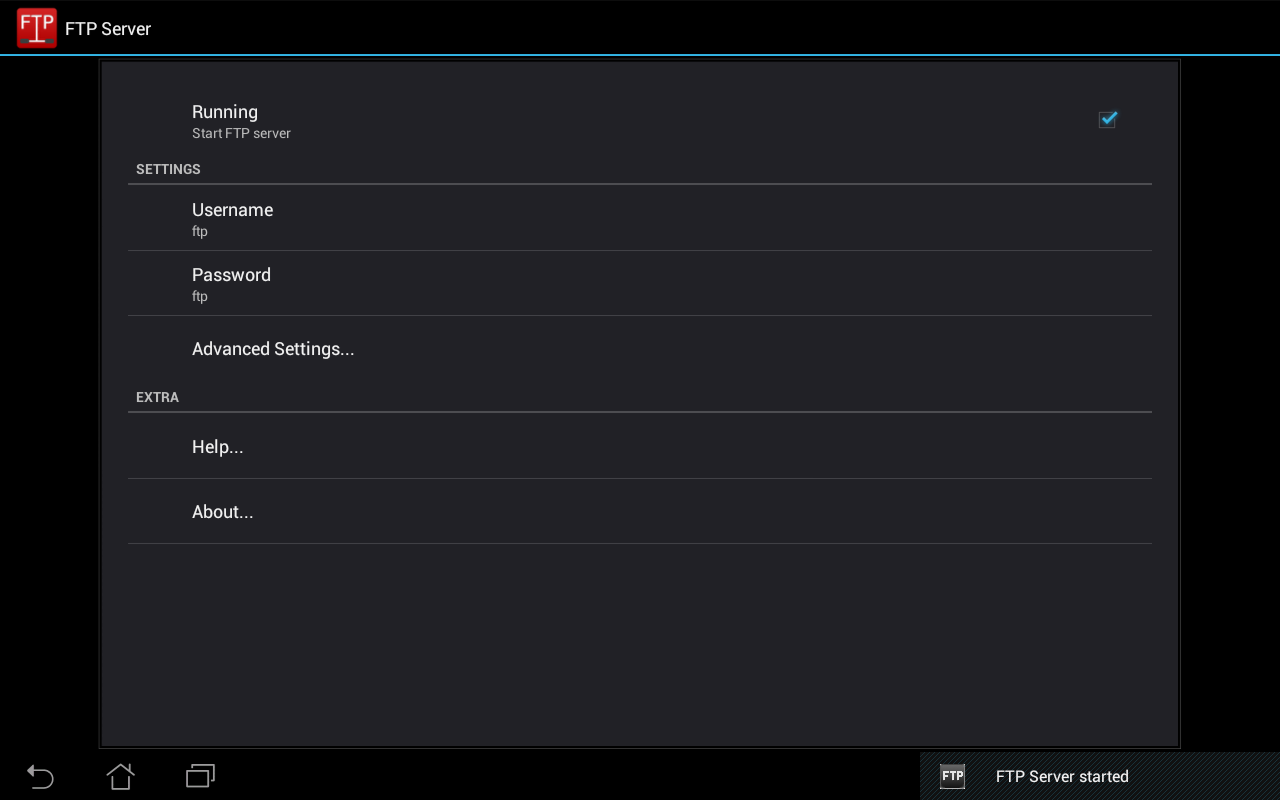 FTP
FTP Server
Running
Start FTP server
SETTINGS
Username
ftp
Password
ftp
Advanced Settings...
EXTRA
Help...
About...
FTP
FTP Server started